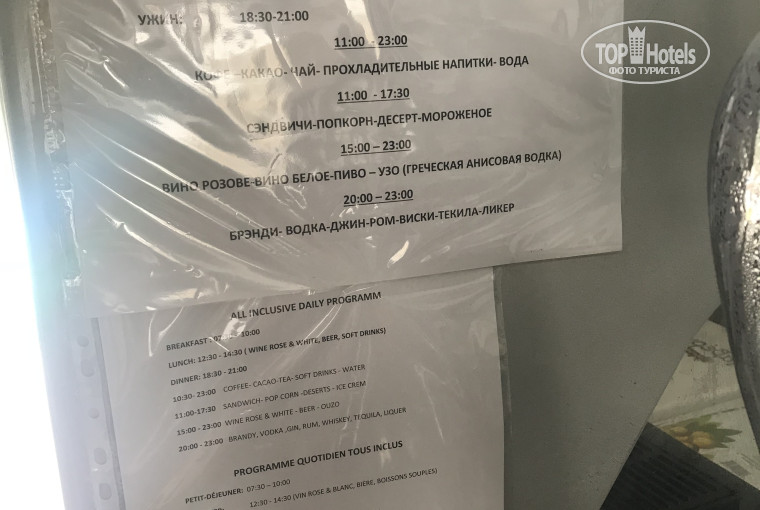 УЖИН: 18:30-21:00
11:00 - 23:00
КОФЕ –КАКАО- ЧАЙ- ПРОХЛАДИТЕЛЬНЫЕ НАПИТКИ- ВОДА
11:00 - 17:30
СЭНДВИЧИ-ПОПКОРН-ДЕСЕРТ-МОРОЖЕНОЕ
15:00 – 23:00
ВИНО РОЗОВЕ-ВИНО БЕЛОЕ-ПИВО – УЗО (ГРЕЧЕСКАЯ АНИСОВАЯ ВОДКА)
20:00 – 23:00
БРЭНДИ- ВОДКА-ДЖИН-РОМ-ВИСКИ-ТЕКИЛА-ЛИКЕР
TOP Hotels
ФОТО ТУРИСТА
ALL INCLUSIVE DAILY PROGRAMM
BREAKFAST : 10:00
LUNCH: 12:30 - 14:30 ( WINE ROSE & WHITE, BEER, SOFT DRINKS)
DINNER: 18:30 - 21:00
10:30- 23:00 COFFEE- CACAO-TEA- SOFT DRINKS - WATER
11:00-17:30 SANDWICH- POP CORN -DESERTS - ICE CREM
15:00 - 23:00 WINE ROSE & WHITE - BEER - OUZO
20:00 - 23:00 BRANDY, VODKA ,GIN, RUM, WHISKEY, TEQUILA, LIQUER
PROGRAMME QUOTIDIEN TOUS INCLUS
PETIT-DÉJEUNER: 07:30 – 10:00
12:30 - 14:30 (VIN ROSE & BLANC, BIÈRE, BOISSONS SOUPLES)